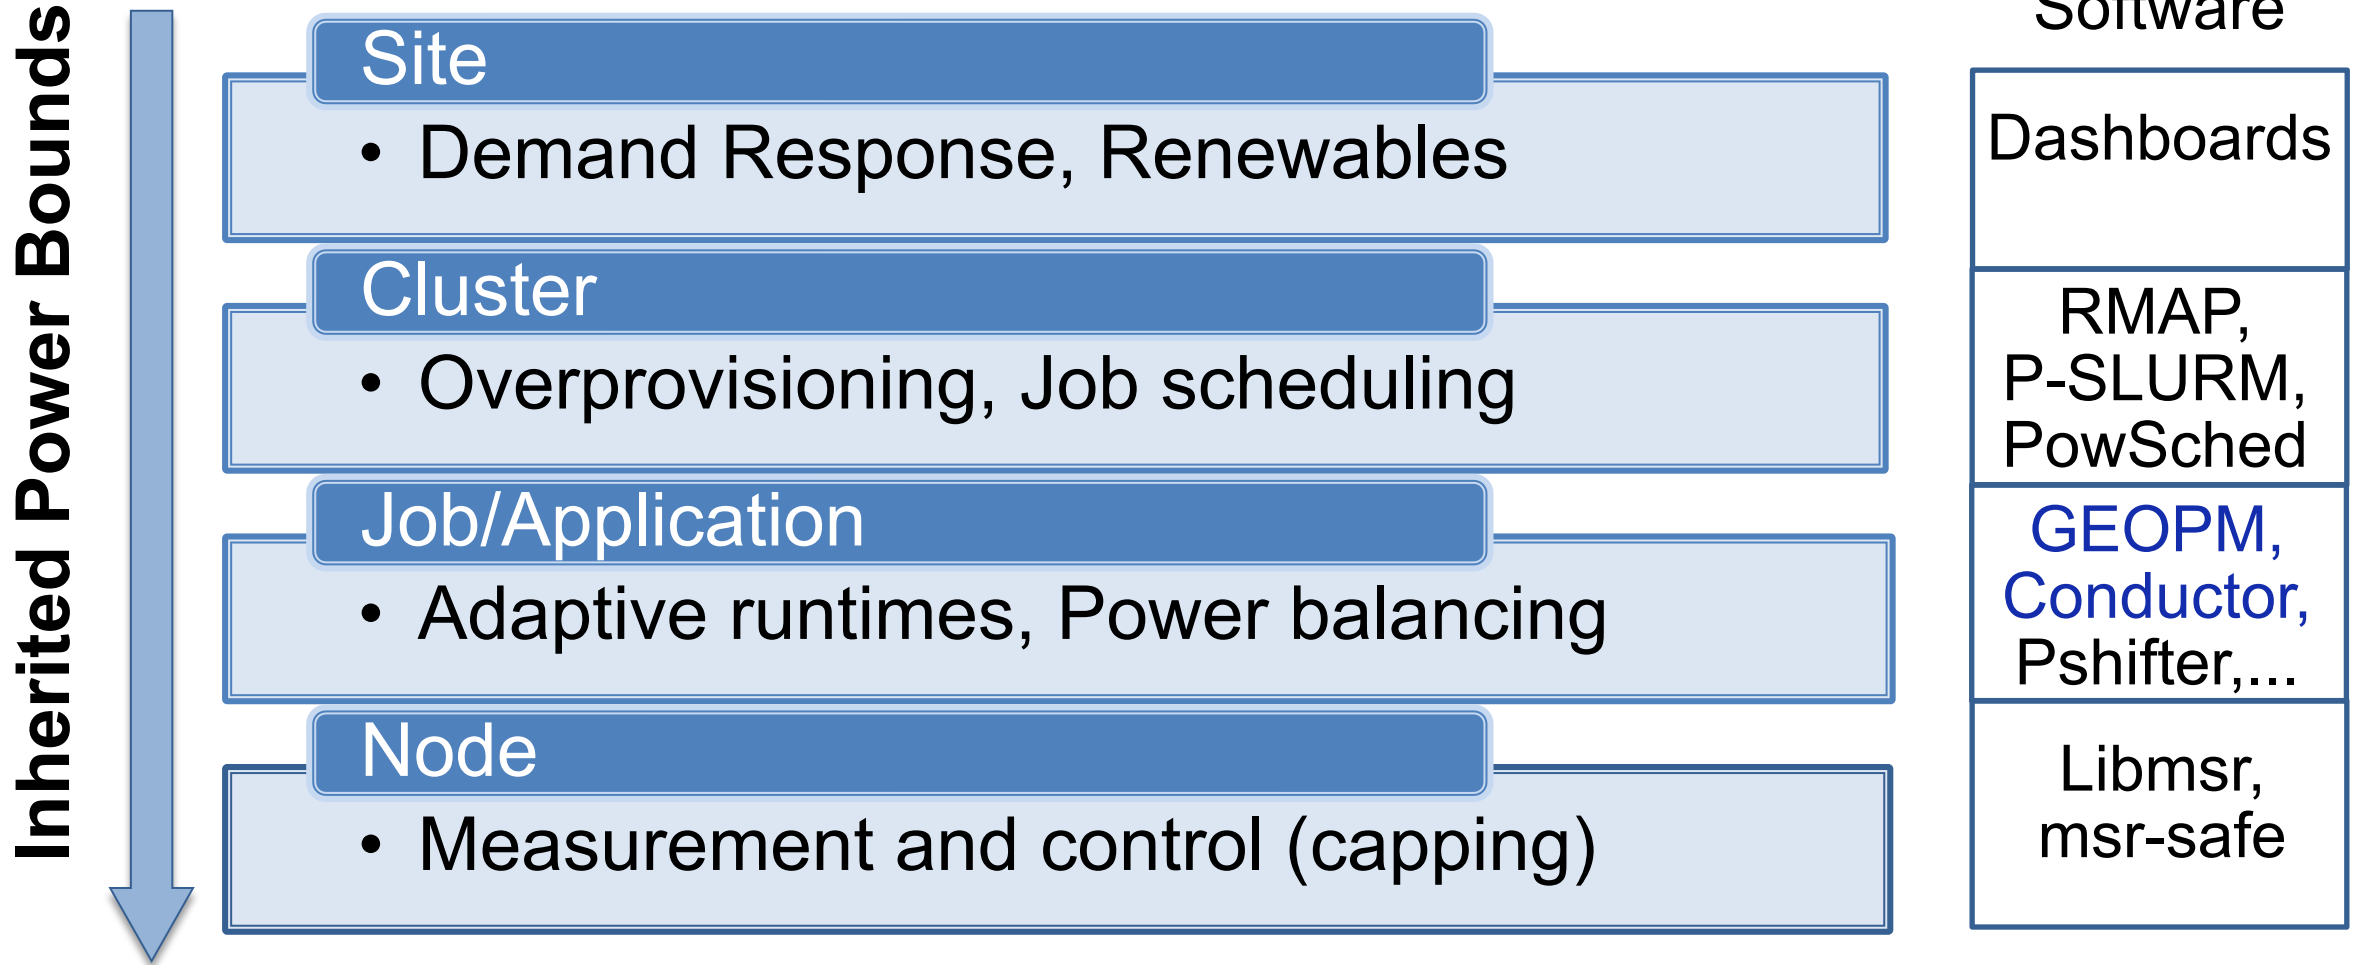 Inherited Power Bounds
Software
Site
• Demand Response, Renewables
Dashboards
Cluster
• Overprovisioning, Job scheduling
RMAP,
P-SLURM,
PowSched
Job/Application
• Adaptive runtimes, Power balancing
GEOPM,
Conductor,
Pshifter,...
Node
• Measurement and control (capping)
Libmsr,
msr-safe